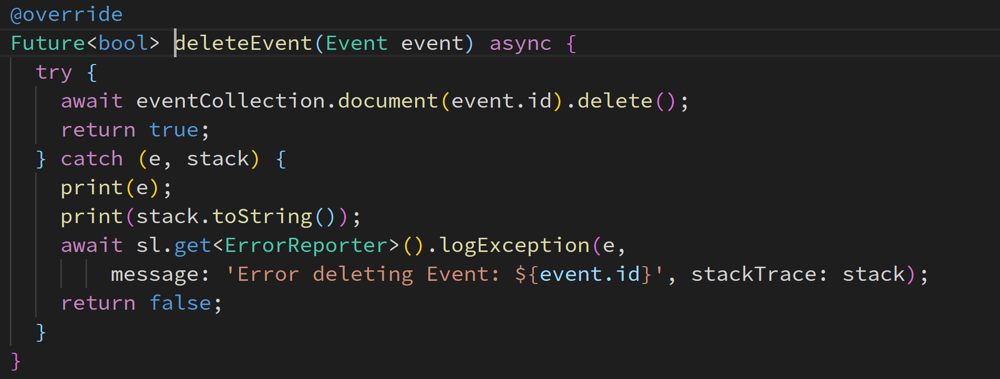 @override
Future<bool> deleteEvent(Event event) async {
  try {
    await eventCollection.document(event.id).delete();
    return true;
  } catch (e, stack) {
    print(e);
    print(stack.toString());
    await sl.get<ErrorReporter>().logException(e,
        message: 'Error deleting Event: ${event.id}', stackTrace: stack);
    return false;
  }
}